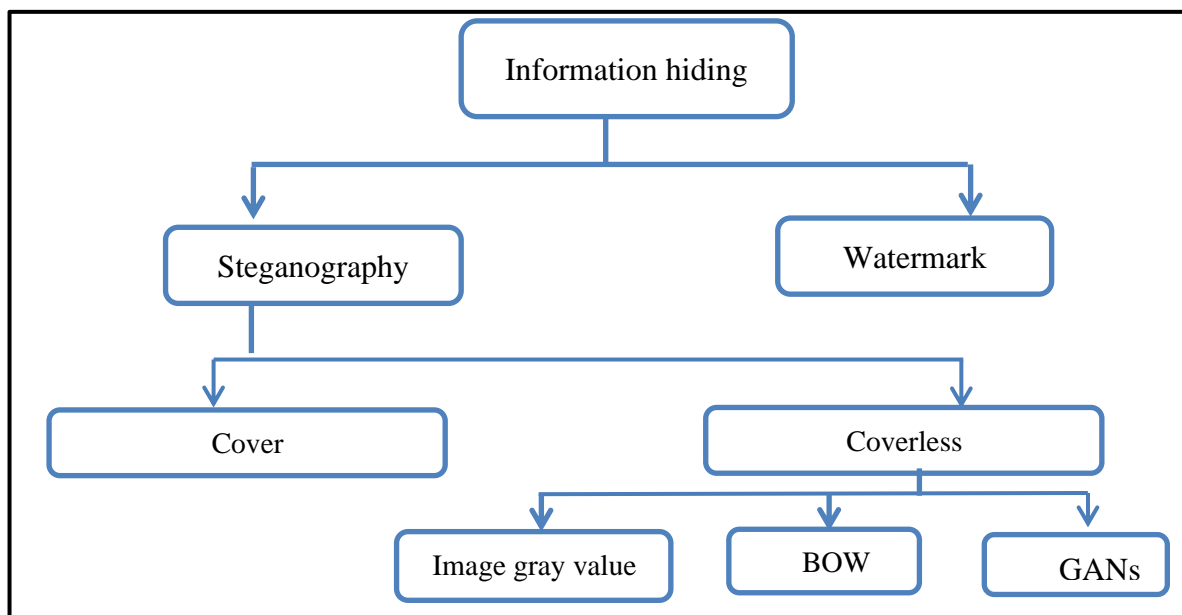 Information hiding
Steganography
Watermark
Cover
Coverless
Image gray value
BOW
GANs